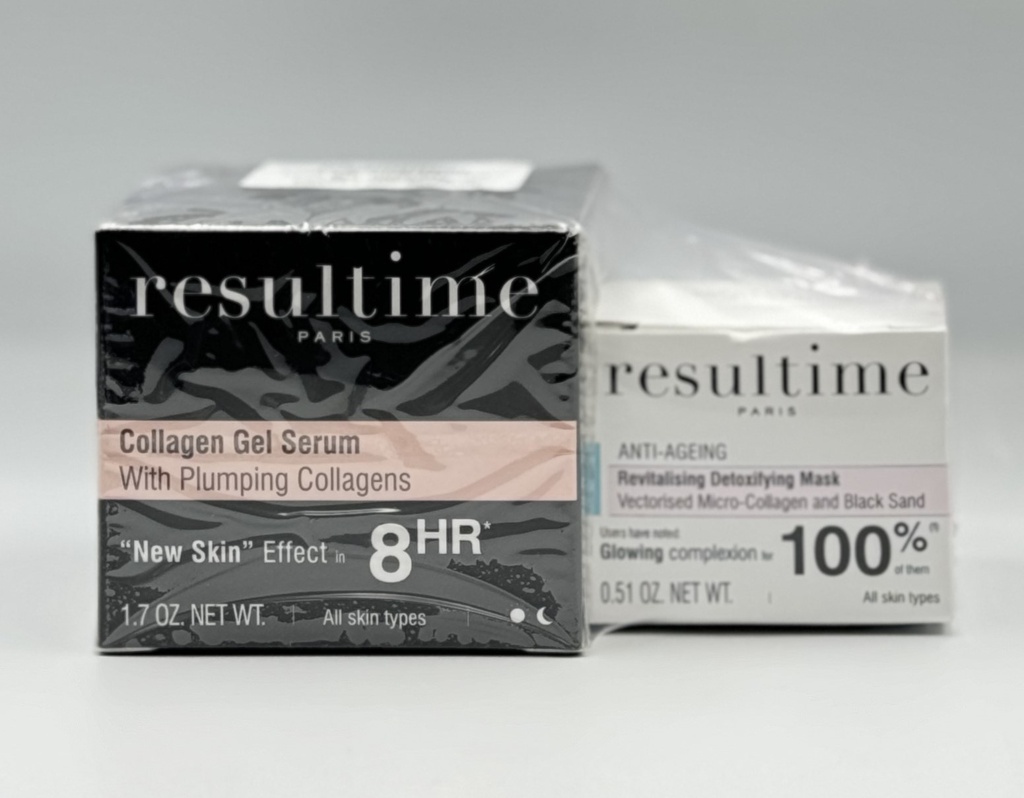 resultime
PARIS
Collagen Gel Serum
With Plumping Collagens
"New Skin" Effect in 8HR*
1.7 OZ. NET WT.
All skin types
resultime
PARIS
ANTI-AGEING
Revitalising Detoxifying Mask
Vectorised Micro-Collagen and Black Sand
Users have noted:
Glowing complexion for 100%(1)
of them
0.51 OZ. NET WT.
All skin types